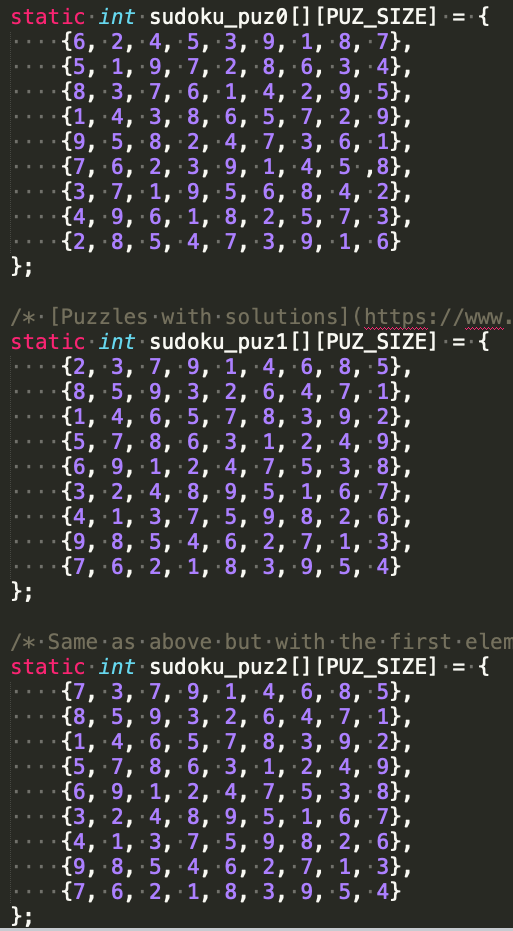 static int sudoku_puz0[][PUZ_SIZE] = {
    {6, 2, 4, 5, 3, 9, 1, 8, 7},
    {5, 1, 9, 7, 2, 8, 6, 3, 4},
    {8, 3, 7, 6, 1, 4, 2, 9, 5},
    {1, 4, 3, 8, 6, 5, 7, 2, 9},
    {9, 5, 8, 2, 4, 7, 3, 6, 1},
    {7, 6, 2, 3, 9, 1, 4, 5 ,8},
    {3, 7, 1, 9, 5, 6, 8, 4, 2},
    {4, 9, 6, 1, 8, 2, 5, 7, 3},
    {2, 8, 5, 4, 7, 3, 9, 1, 6}
};
/* [Puzzles with solutions](https://www.
static int sudoku_puz1[][PUZ_SIZE] = {
    {2, 3, 7, 9, 1, 4, 6, 8, 5},
    {8, 5, 9, 3, 2, 6, 4, 7, 1},
    {1, 4, 6, 5, 7, 8, 3, 9, 2},
    {5, 7, 8, 6, 3, 1, 2, 4, 9},
    {6, 9, 1, 2, 4, 7, 5, 3, 8},
    {3, 2, 4, 8, 9, 5, 1, 6, 7},
    {4, 1, 3, 7, 5, 9, 8, 2, 6},
    {9, 8, 5, 4, 6, 2, 7, 1, 3},
    {7, 6, 2, 1, 8, 3, 9, 5, 4}
};
/* Same as above but with the first elem
static int sudoku_puz2[][PUZ_SIZE] = {
    {7, 3, 7, 9, 1, 4, 6, 8, 5},
    {8, 5, 9, 3, 2, 6, 4, 7, 1},
    {1, 4, 6, 5, 7, 8, 3, 9, 2},
    {5, 7, 8, 6, 3, 1, 2, 4, 9},
    {6, 9, 1, 2, 4, 7, 5, 3, 8},
    {3, 2, 4, 8, 9, 5, 1, 6, 7},
    {4, 1, 3, 7, 5, 9, 8, 2, 6},
    {9, 8, 5, 4, 6, 2, 7, 1, 3},
    {7, 6, 2, 1, 8, 3, 9, 5, 4}
};